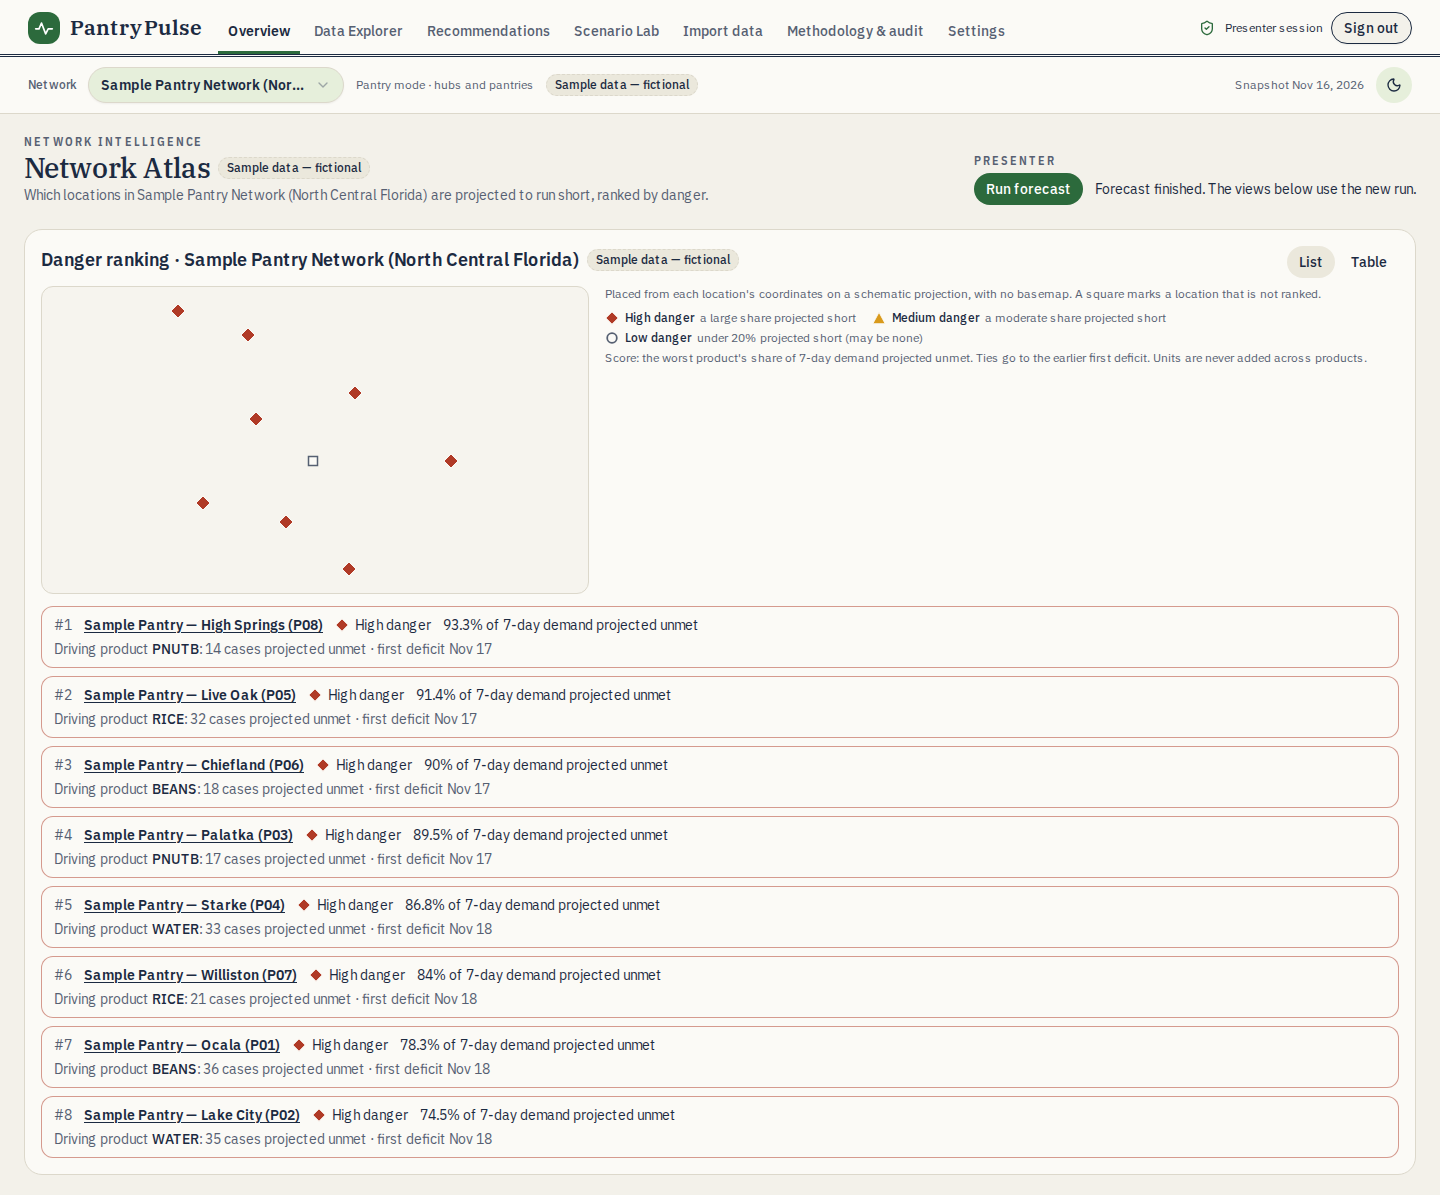 PantryPulse
Overview
Data Explorer
Recommendations
Scenario Lab
Import data
Methodology & audit
Settings
Presenter session
Sign out
Network
Sample Pantry Network (Nor...
Pantry mode · hubs and pantries
Sample data — fictional
Snapshot Nov 16, 2026
NETWORK INTELLIGENCE
Network Atlas
Sample data — fictional
Which locations in Sample Pantry Network (North Central Florida) are projected to run short, ranked by danger.
PRESENTER
Run forecast
Forecast finished. The views below use the new run.
Danger ranking · Sample Pantry Network (North Central Florida)
Sample data — fictional
List
Table
Placed from each location's coordinates on a schematic projection, with no basemap. A square marks a location that is not ranked.
High danger a large share projected short
Medium danger a moderate share projected short
Low danger under 20% projected short (may be none)
Score: the worst product's share of 7-day demand projected unmet. Ties go to the earlier first deficit. Units are never added across products.
#1 Sample Pantry — High Springs (P08) High danger 93.3% of 7-day demand projected unmet
Driving product PNUTB: 14 cases projected unmet · first deficit Nov 17
#2 Sample Pantry — Live Oak (P05) High danger 91.4% of 7-day demand projected unmet
Driving product RICE: 32 cases projected unmet · first deficit Nov 17
#3 Sample Pantry — Chiefland (P06) High danger 90% of 7-day demand projected unmet
Driving product BEANS: 18 cases projected unmet · first deficit Nov 17
#4 Sample Pantry — Palatka (P03) High danger 89.5% of 7-day demand projected unmet
Driving product PNUTB: 17 cases projected unmet · first deficit Nov 17
#5 Sample Pantry — Starke (P04) High danger 86.8% of 7-day demand projected unmet
Driving product WATER: 33 cases projected unmet · first deficit Nov 18
#6 Sample Pantry — Williston (P07) High danger 84% of 7-day demand projected unmet
Driving product RICE: 21 cases projected unmet · first deficit Nov 18
#7 Sample Pantry — Ocala (P01) High danger 78.3% of 7-day demand projected unmet
Driving product BEANS: 36 cases projected unmet · first deficit Nov 18
#8 Sample Pantry — Lake City (P02) High danger 74.5% of 7-day demand projected unmet
Driving product WATER: 35 cases projected unmet · first deficit Nov 18